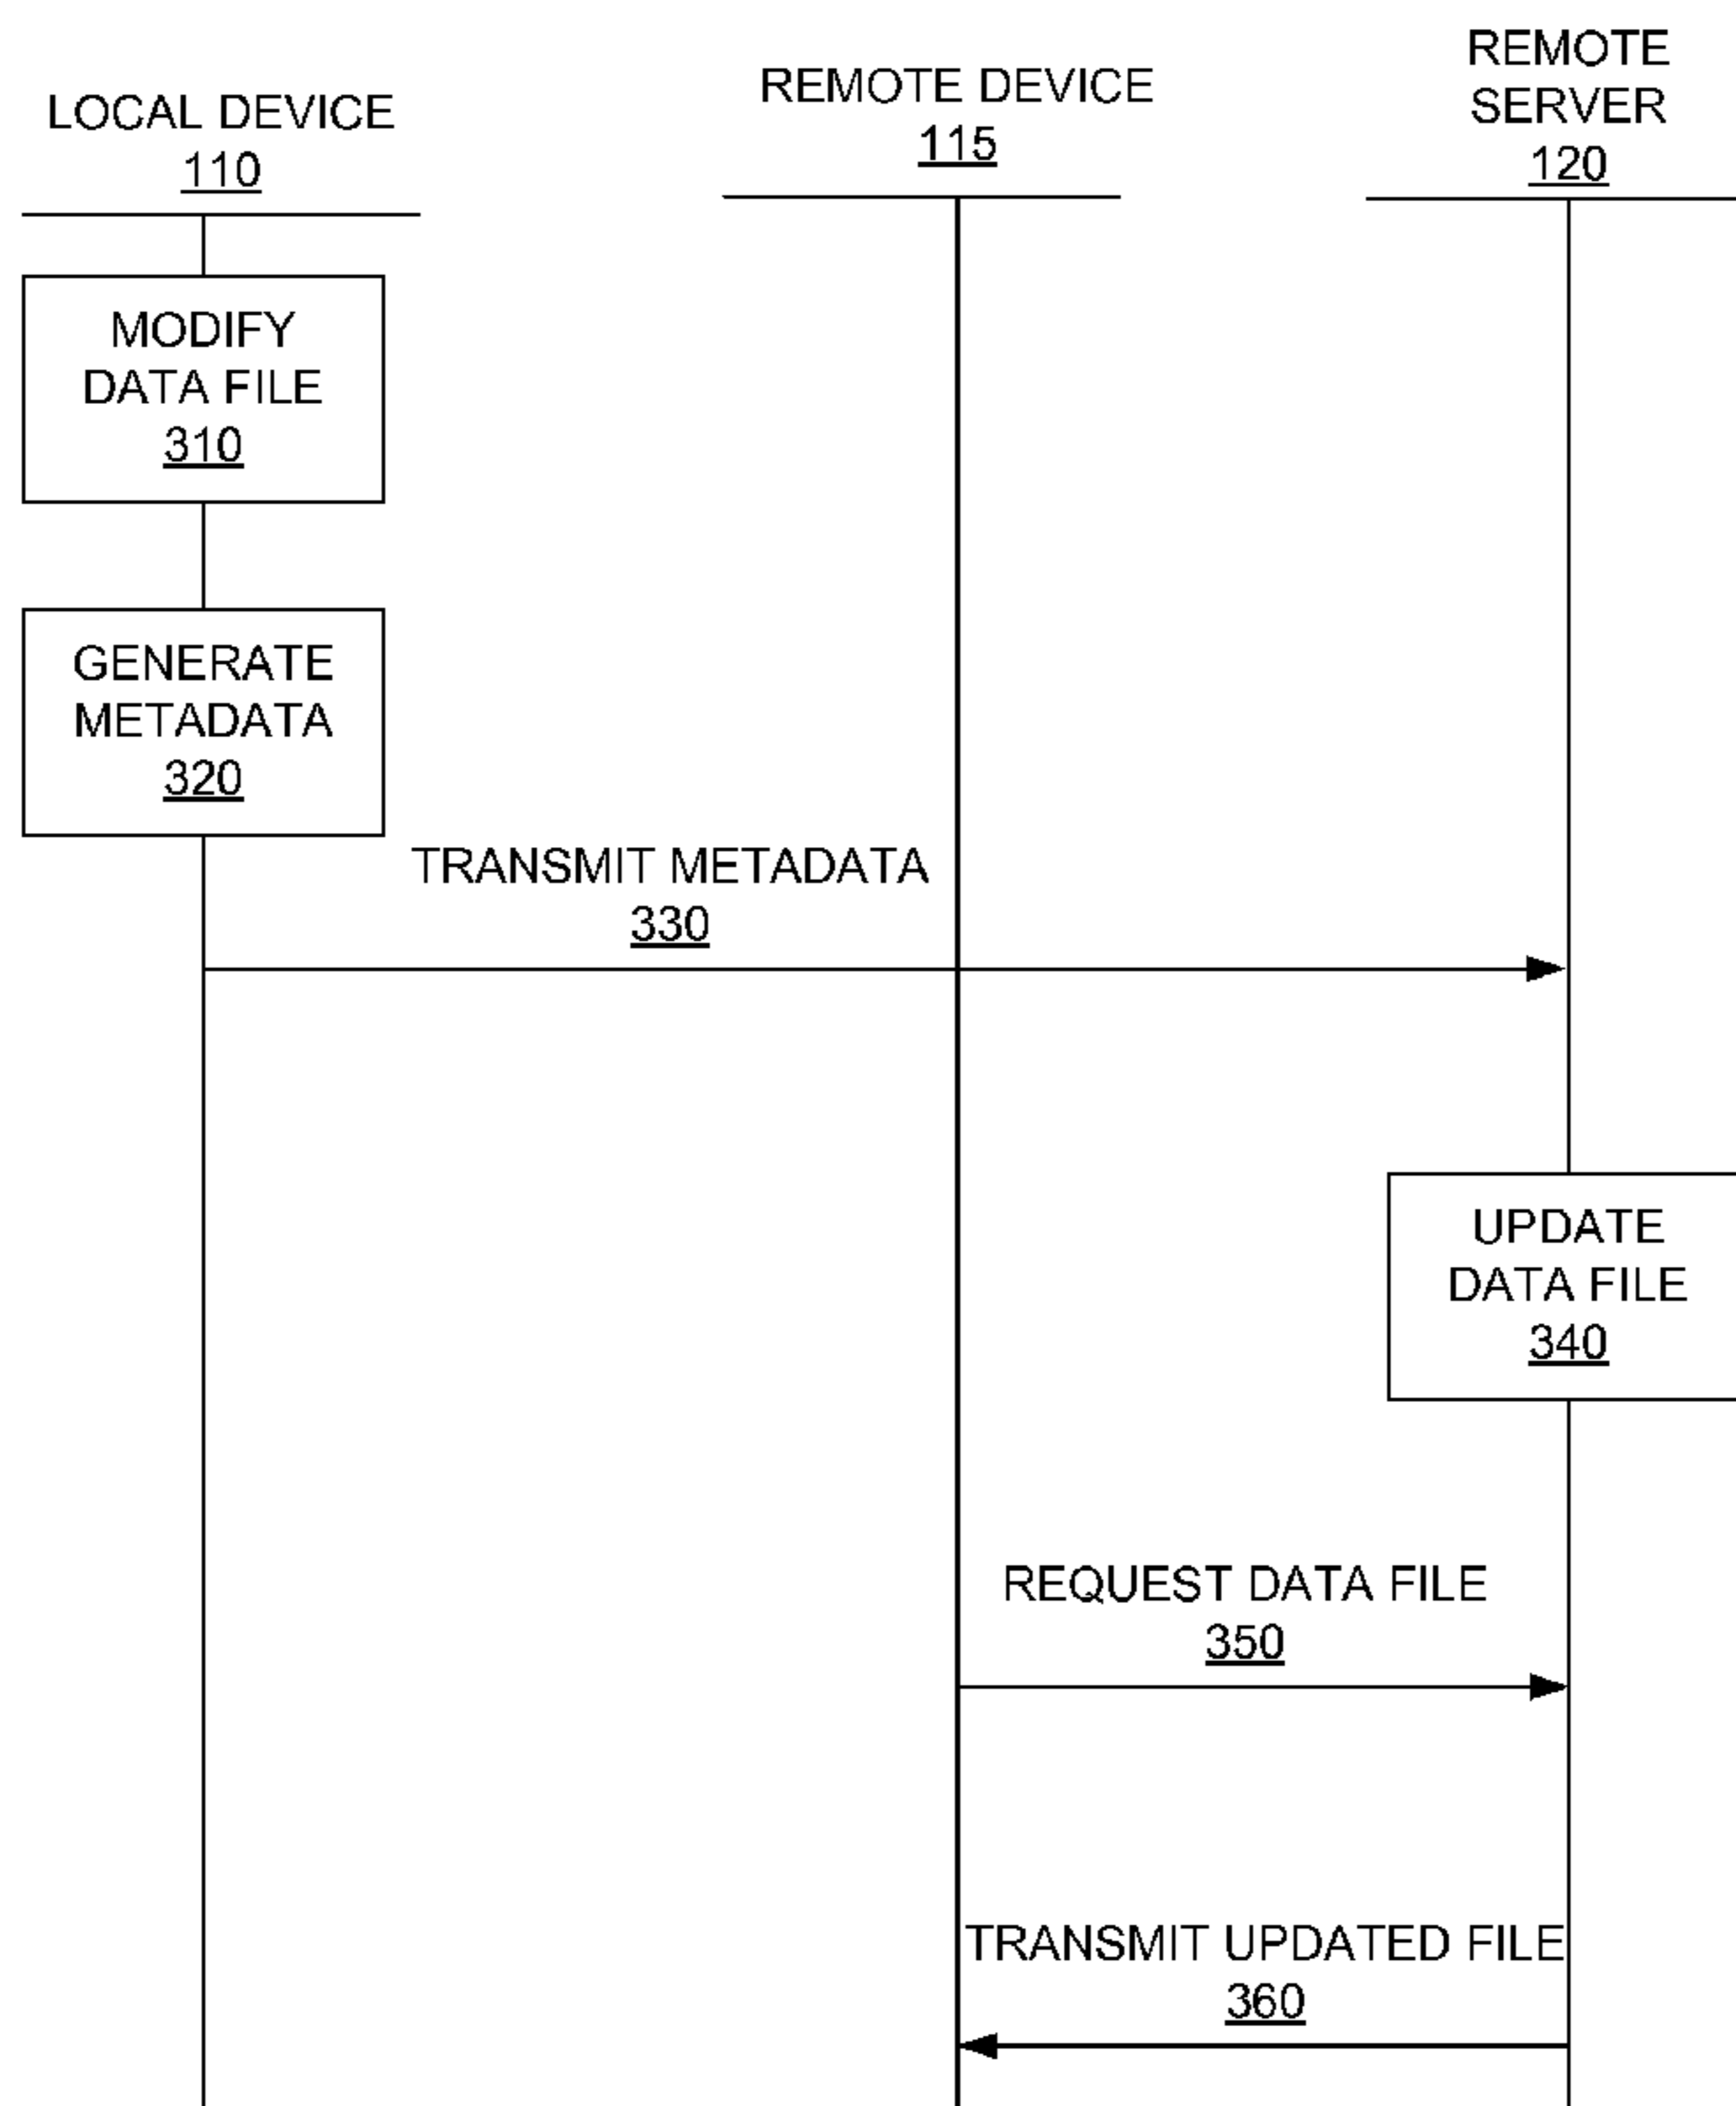 LOCAL DEVICE
110
REMOTE DEVICE
115
REMOTE
SERVER
120
MODIFY
DATA FILE
310
GENERATE
METADATA
320
TRANSMIT METADATA
330
UPDATE
DATA FILE
340
REQUEST DATA FILE
350
TRANSMIT UPDATED FILE
360